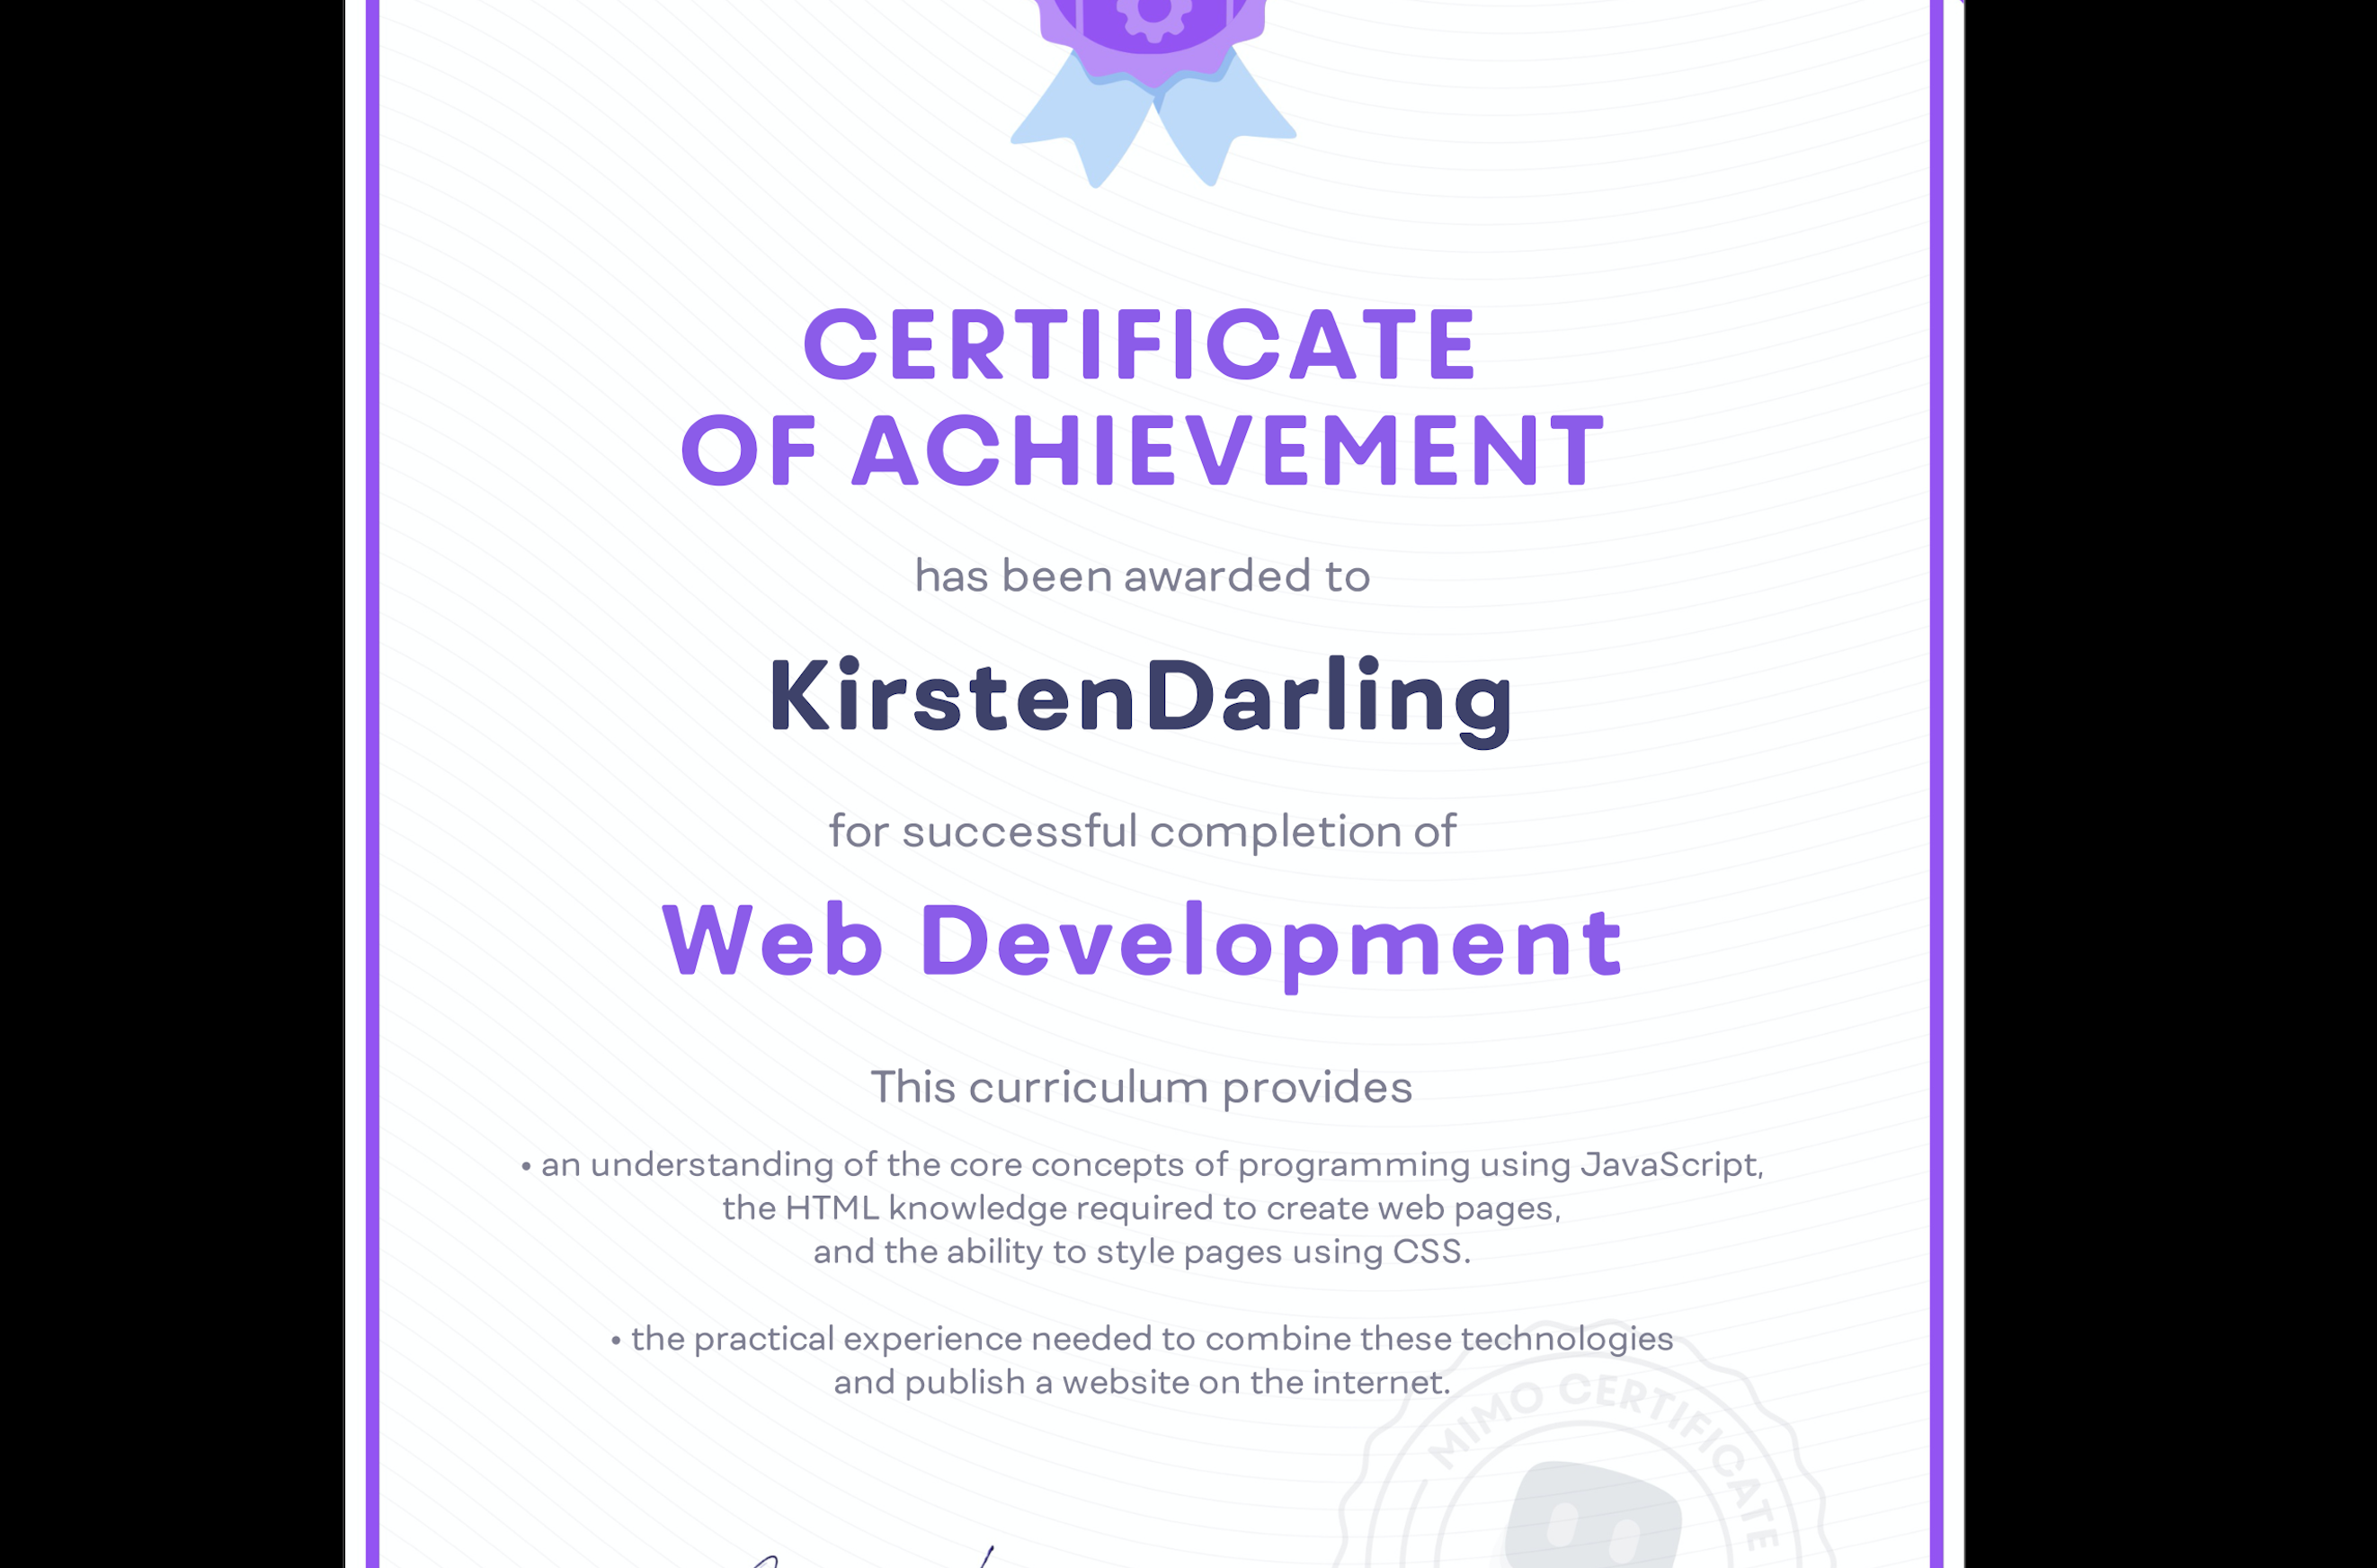 CERTIFICATE
OF ACHIEVEMENT
has been awarded to
KirstenDarling
for successful completion of
Web Development
This curriculum provides
• an understanding of the core concepts of programming using JavaScript,
the HTML knowledge required to create web pages,
and the ability to style pages using CSS.
• the practical experience needed to combine these technologies
and publish a website on the internet.
MIMO CERTIFICATE